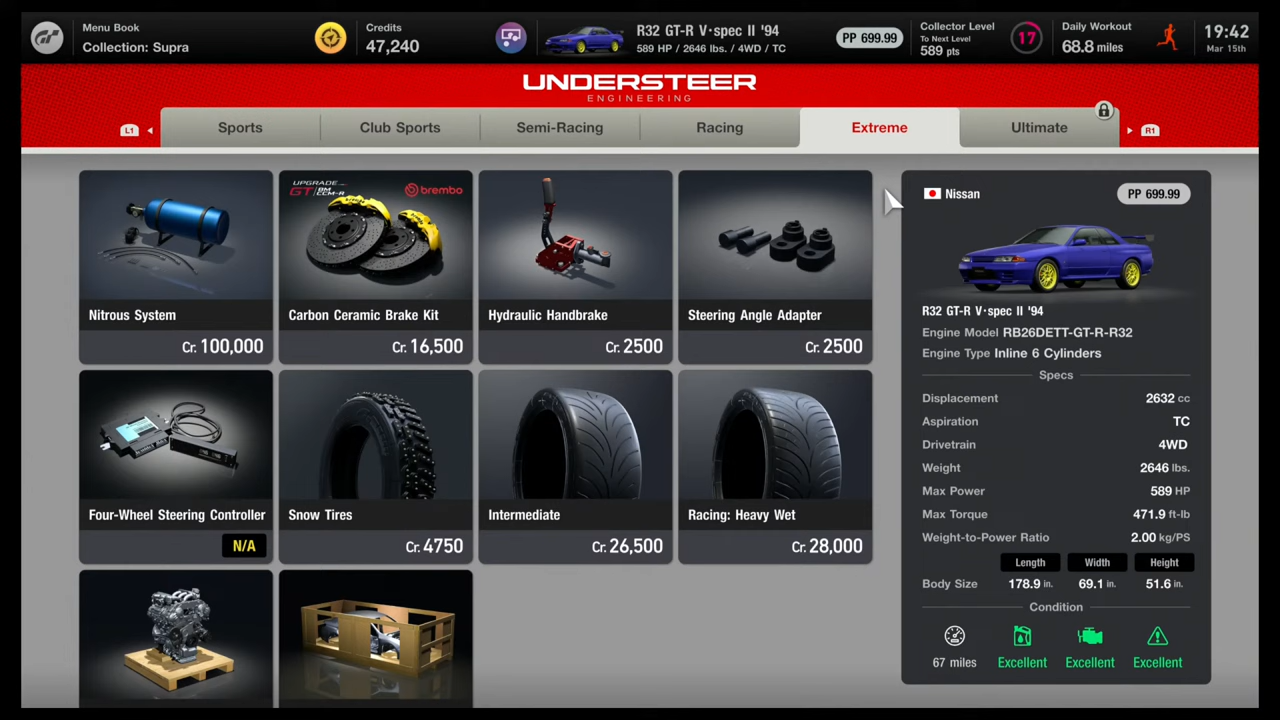 Menu Book
Collection: Supra
Credits
47,240
R32 GT-R V·spec II '94
589 HP / 2646 lbs. / 4WD / TC
PP 699.99
Collector Level
To Next Level
589 pts
17
Daily Workout
68.8 miles
19:42
Mar 15th
UNDERSTEER
ENGINEERING
L1
Sports
Club Sports
Semi-Racing
Racing
Extreme
Ultimate
R1
Nitrous System
Cr. 100,000
UPGRADE
GT BM CCM-R
brembo
Carbon Ceramic Brake Kit
Cr. 16,500
Hydraulic Handbrake
Cr. 2500
Steering Angle Adapter
Cr. 2500
Four-Wheel Steering Controller
N/A
Snow Tires
Cr. 4750
Intermediate
Cr. 26,500
Racing: Heavy Wet
Cr. 28,000
Nissan
PP 699.99
R32 GT-R V·spec II '94
Engine Model RB26DETT-GT-R-R32
Engine Type Inline 6 Cylinders
Specs
Displacement 2632 cc
Aspiration TC
Drivetrain 4WD
Weight 2646 lbs.
Max Power 589 HP
Max Torque 471.9 ft-lb
Weight-to-Power Ratio 2.00 kg/PS
Length Width Height
Body Size 178.9 in. 69.1 in. 51.6 in.
Condition
67 miles Excellent Excellent Excellent